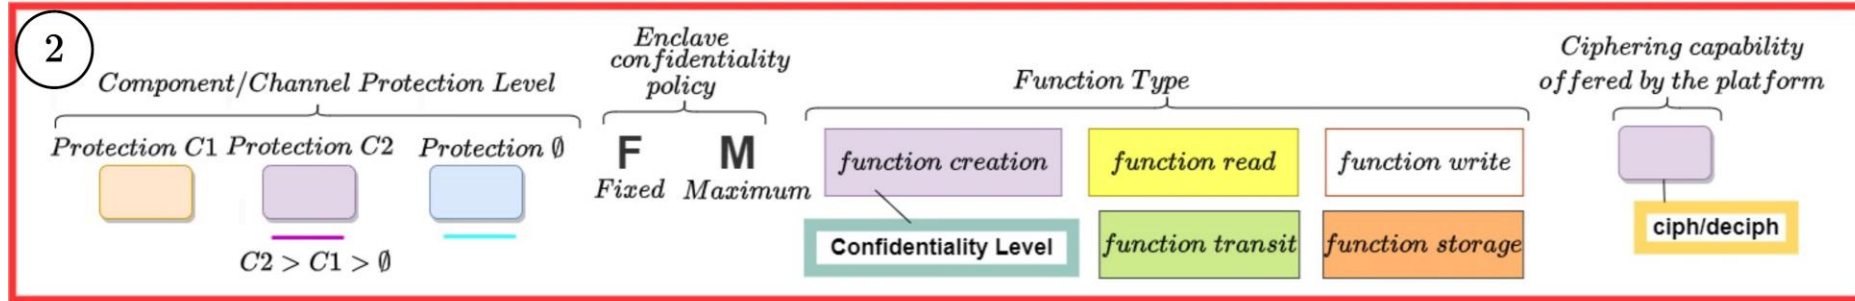 2
Component/Channel Protection Level
Protection C1
Protection C2
Protection ∅
C2 > C1 > ∅
Enclave
confidentiality
policy
F
Fixed
M
Maximum
Function Type
function creation
function read
function write
Confidentiality Level
function transit
function storage
Ciphering capability
offered by the platform
ciph/deciph